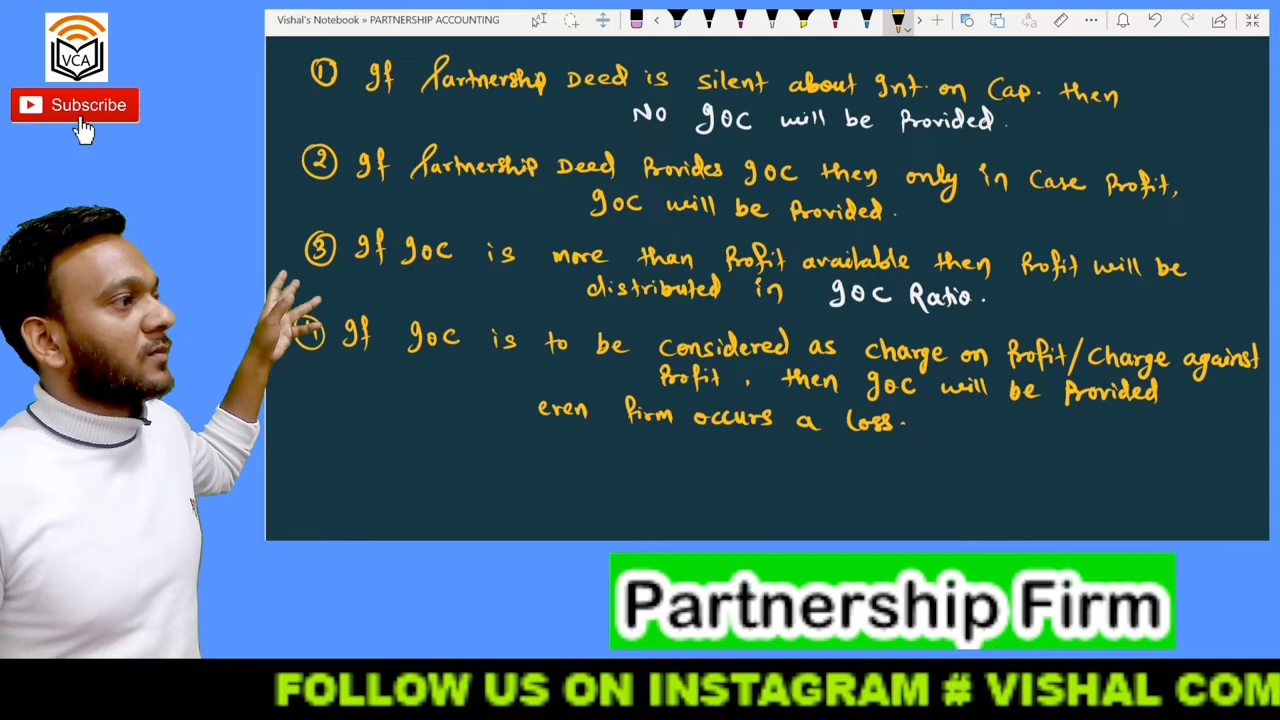 Vishal's Notebook » PARTNERSHIP ACCOUNTING
VCA
Subscribe
① If Partnership Deed is silent about Int. on Cap. then
NO IOC will be Provided.
② If Partnership Deed Provides IOC then only in Case Profit,
IOC will be Provided.
③ If IOC is more than Profit available then Profit will be
distributed in IOC Ratio.
④ If IOC is to be Considered as charge on Profit/Charge against
Profit, then IOC will be Provided
even firm occurs a loss.
Partnership Firm
FOLLOW US ON INSTAGRAM # VISHAL COM